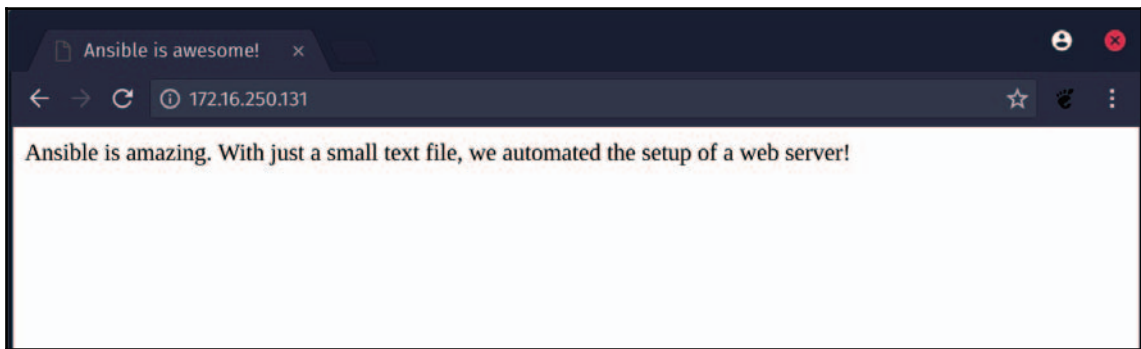 Ansible is awesome!
172.16.250.131
Ansible is amazing. With just a small text file, we automated the setup of a web server!